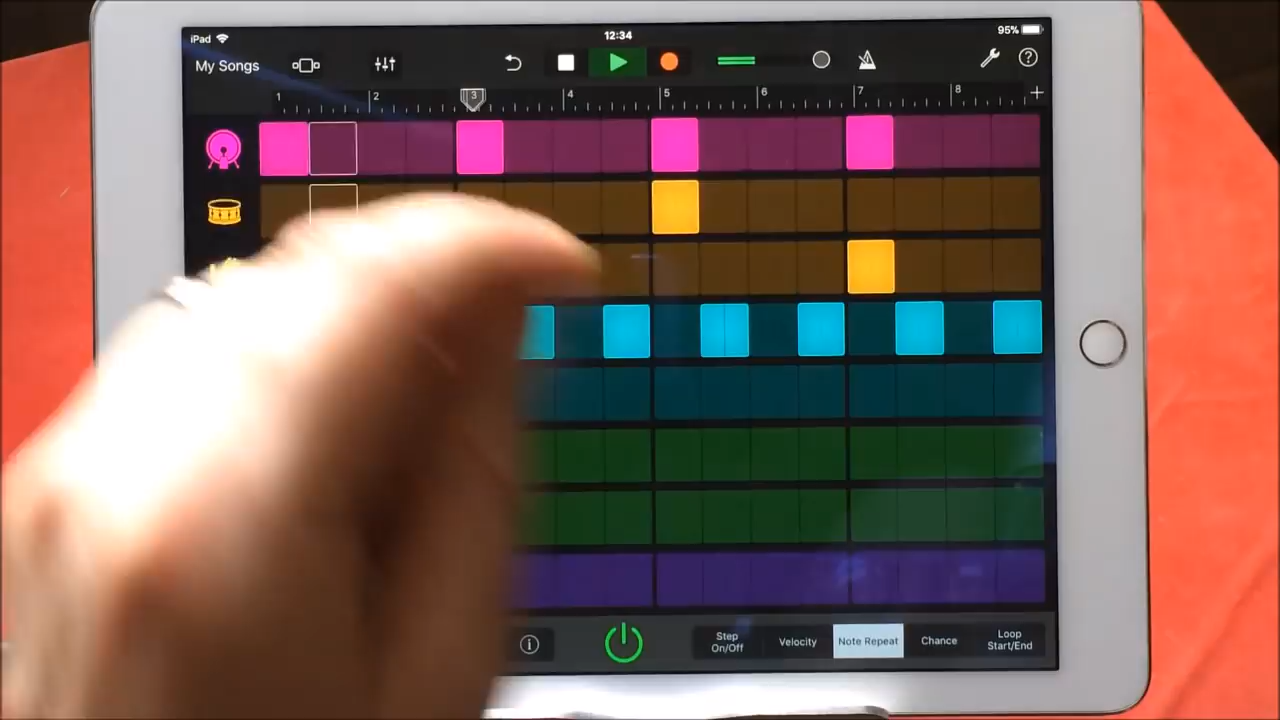 iPad 12:34 95%
My Songs
1 2 3 4 5 6 7 8
Step On/Off Velocity Note Repeat Chance Loop Start/End